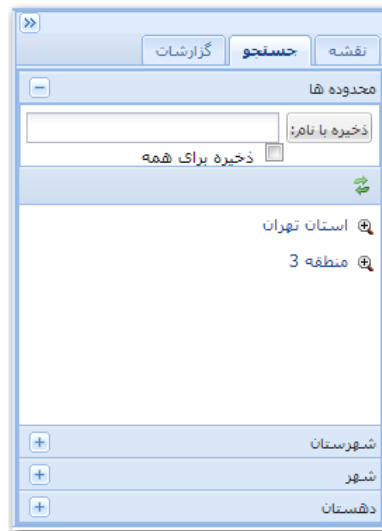 نقشه جستجو گزارشات
محدوده ها
ذخیره با نام:
ذخیره برای همه
استان تهران
منطقه 3
شهرستان
شهر
دهستان